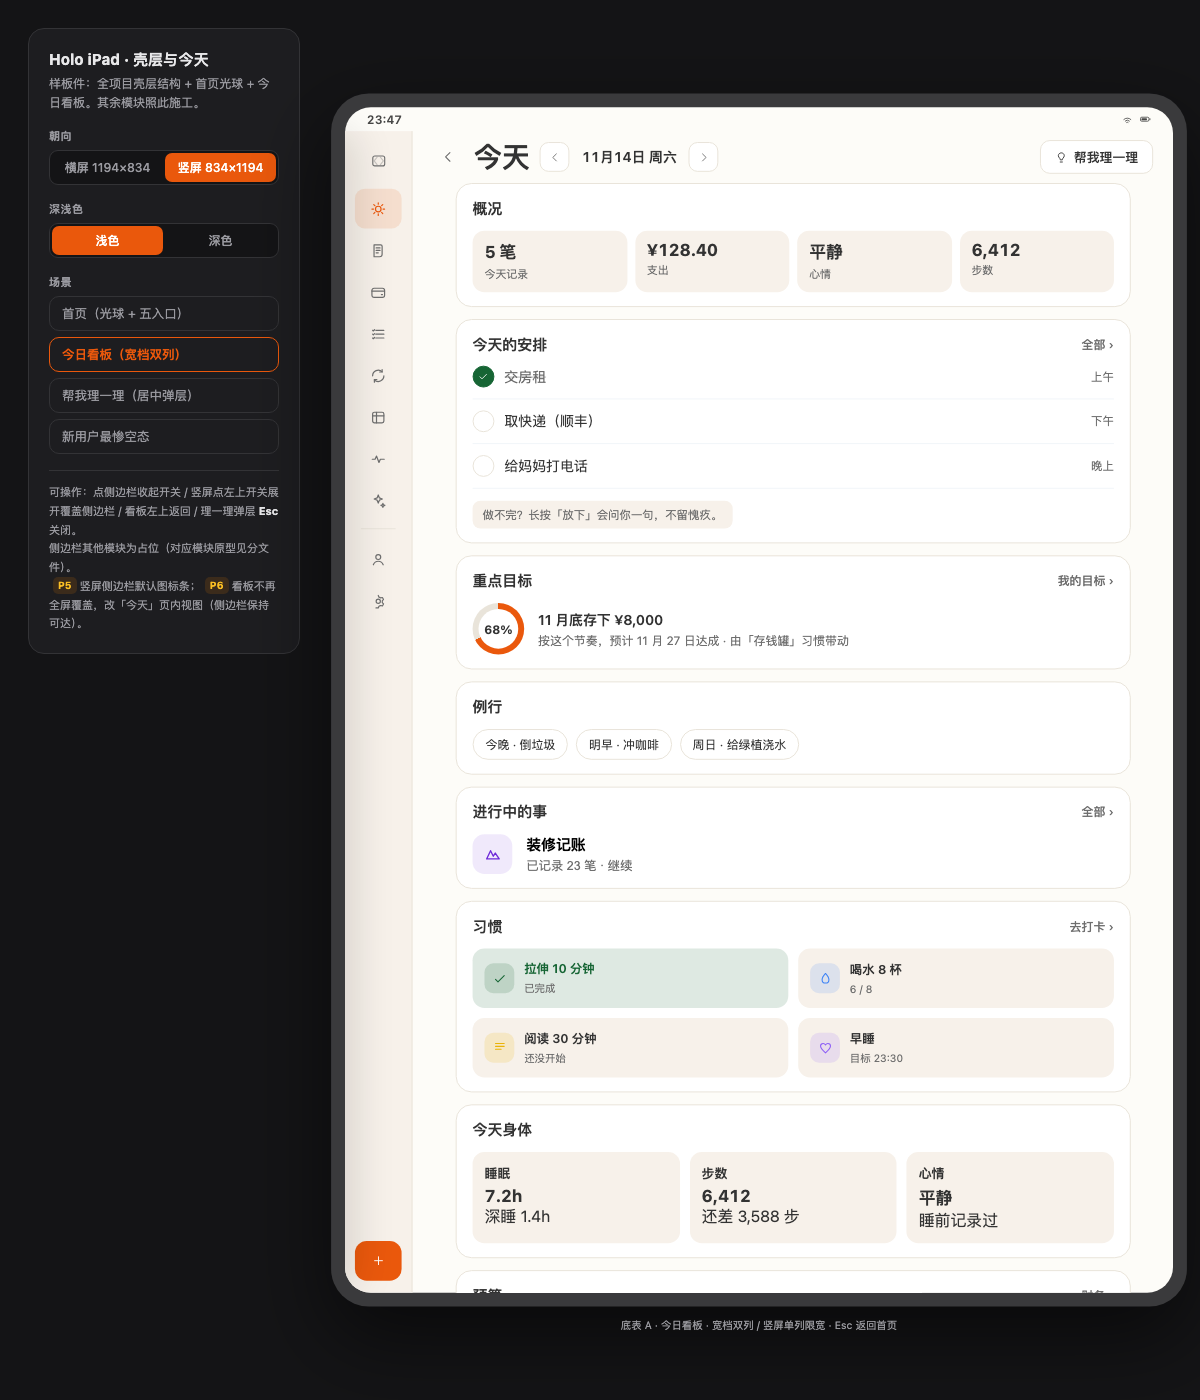 Holo iPad · 壳层与今天
样板件：全项目壳层结构 + 首页光球 + 今
日看板。其余模块照此施工。
朝向
横屏 1194×834
竖屏 834×1194
深浅色
浅色
深色
场景
首页（光球 + 五入口）
今日看板（宽档双列）
帮我理一理（居中弹层）
新用户最惨空态
可操作：点侧边栏收起开关 / 竖屏点左上开关展
开覆盖侧边栏 / 看板左上返回 / 理一理弹层 Esc
关闭。
侧边栏其他模块为占位（对应模块原型见分文
件）。
P5 竖屏侧边栏默认图标条； P6 看板不再
全屏覆盖，改「今天」页内视图（侧边栏保持
可达）。
23:47
今天
11月14日 周六
帮我理一理
概况
5 笔
今天记录
¥128.40
支出
平静
心情
6,412
步数
今天的安排
全部 ›
交房租
上午
取快递（顺丰）
下午
给妈妈打电话
晚上
做不完？长按「放下」会问你一句，不留愧疚。
重点目标
我的目标 ›
68%
11 月底存下 ¥8,000
按这个节奏，预计 11 月 27 日达成 · 由「存钱罐」习惯带动
例行
今晚 · 倒垃圾
明早 · 冲咖啡
周日 · 给绿植浇水
进行中的事
全部 ›
装修记账
已记录 23 笔 · 继续
习惯
去打卡 ›
拉伸 10 分钟
已完成
喝水 8 杯
6 / 8
阅读 30 分钟
还没开始
早睡
目标 23:30
今天身体
睡眠
7.2h
深睡 1.4h
步数
6,412
还差 3,588 步
心情
平静
睡前记录过
底表 A · 今日看板 · 宽档双列 / 竖屏单列限宽 · Esc 返回首页